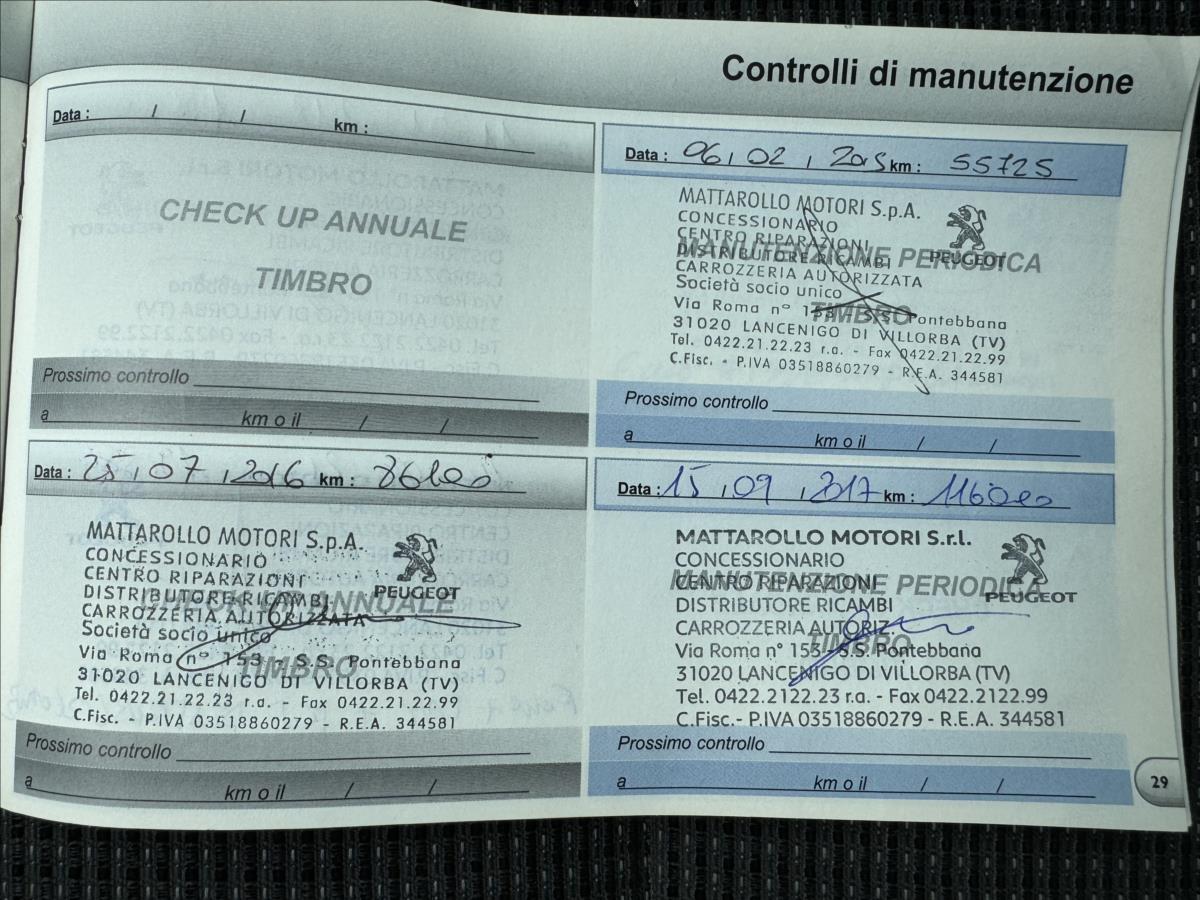 Controlli di manutenzione
Data : / / km :
CHECK UP ANNUALE
TIMBRO
Prossimo controllo
a km o il / /
Data : 06 / 02 / 2015 km : 55725
MANUTENZIONE PERIODICA
TIMBRO
MATTAROLLO MOTORI S.p.A.
CONCESSIONARIO
CENTRO RIPARAZIONI
DISTRIBUTORE RICAMBI
CARROZZERIA AUTORIZZATA
Società socio unico
Via Roma n° 153 - S.S. Pontebbana
31020 LANCENIGO DI VILLORBA (TV)
Tel. 0422.21.22.23 r.a. - Fax 0422.21.22.99
C.Fisc. - P.IVA 03518860279 - R.E.A. 344581
PEUGEOT
Prossimo controllo
a km o il / /
Data : 25 / 07 / 2016 km :
CHECK UP ANNUALE
TIMBRO
MATTAROLLO MOTORI S.p.A.
CONCESSIONARIO
CENTRO RIPARAZIONI
DISTRIBUTORE RICAMBI
CARROZZERIA AUTORIZZATA
Società socio unico
Via Roma n° 153 - S.S. Pontebbana
31020 LANCENIGO DI VILLORBA (TV)
Tel. 0422.21.22.23 r.a. - Fax 0422.21.22.99
C.Fisc. - P.IVA 03518860279 - R.E.A. 344581
PEUGEOT
Prossimo controllo
a km o il / /
Data : 15 / 09 / 2017 km : 116000
MANUTENZIONE PERIODICA
TIMBRO
MATTAROLLO MOTORI S.r.l.
CONCESSIONARIO
CENTRO RIPARAZIONI
DISTRIBUTORE RICAMBI
CARROZZERIA AUTORIZ
Via Roma n° 153 - S.S. Pontebbana
31020 LANCENIGO DI VILLORBA (TV)
Tel. 0422.2122.23 r.a. - Fax 0422.2122.99
C.Fisc.- P.IVA 03518860279 - R.E.A. 344581
PEUGEOT
Prossimo controllo
a km o il / /
29